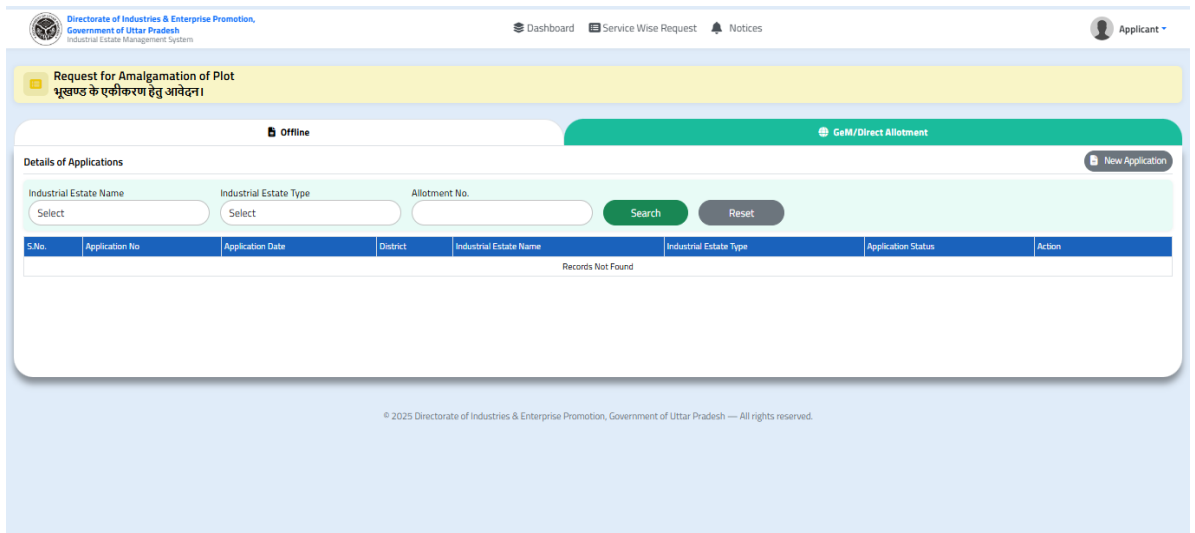 Directorate of Industries & Enterprise Promotion,
Government of Uttar Pradesh
Industrial Estate Management System
Dashboard
Service Wise Request
Notices
Applicant
Request for Amalgamation of Plot
भूखण्ड के एकीकरण हेतु आवेदन।
Offline
GeM/Direct Allotment
Details of Applications
New Application
Industrial Estate Name
Industrial Estate Type
Allotment No.
Select
Select
Search
Reset
S.No. Application No Application Date District Industrial Estate Name Industrial Estate Type Application Status Action
Records Not Found
© 2025 Directorate of Industries & Enterprise Promotion, Government of Uttar Pradesh — All rights reserved.